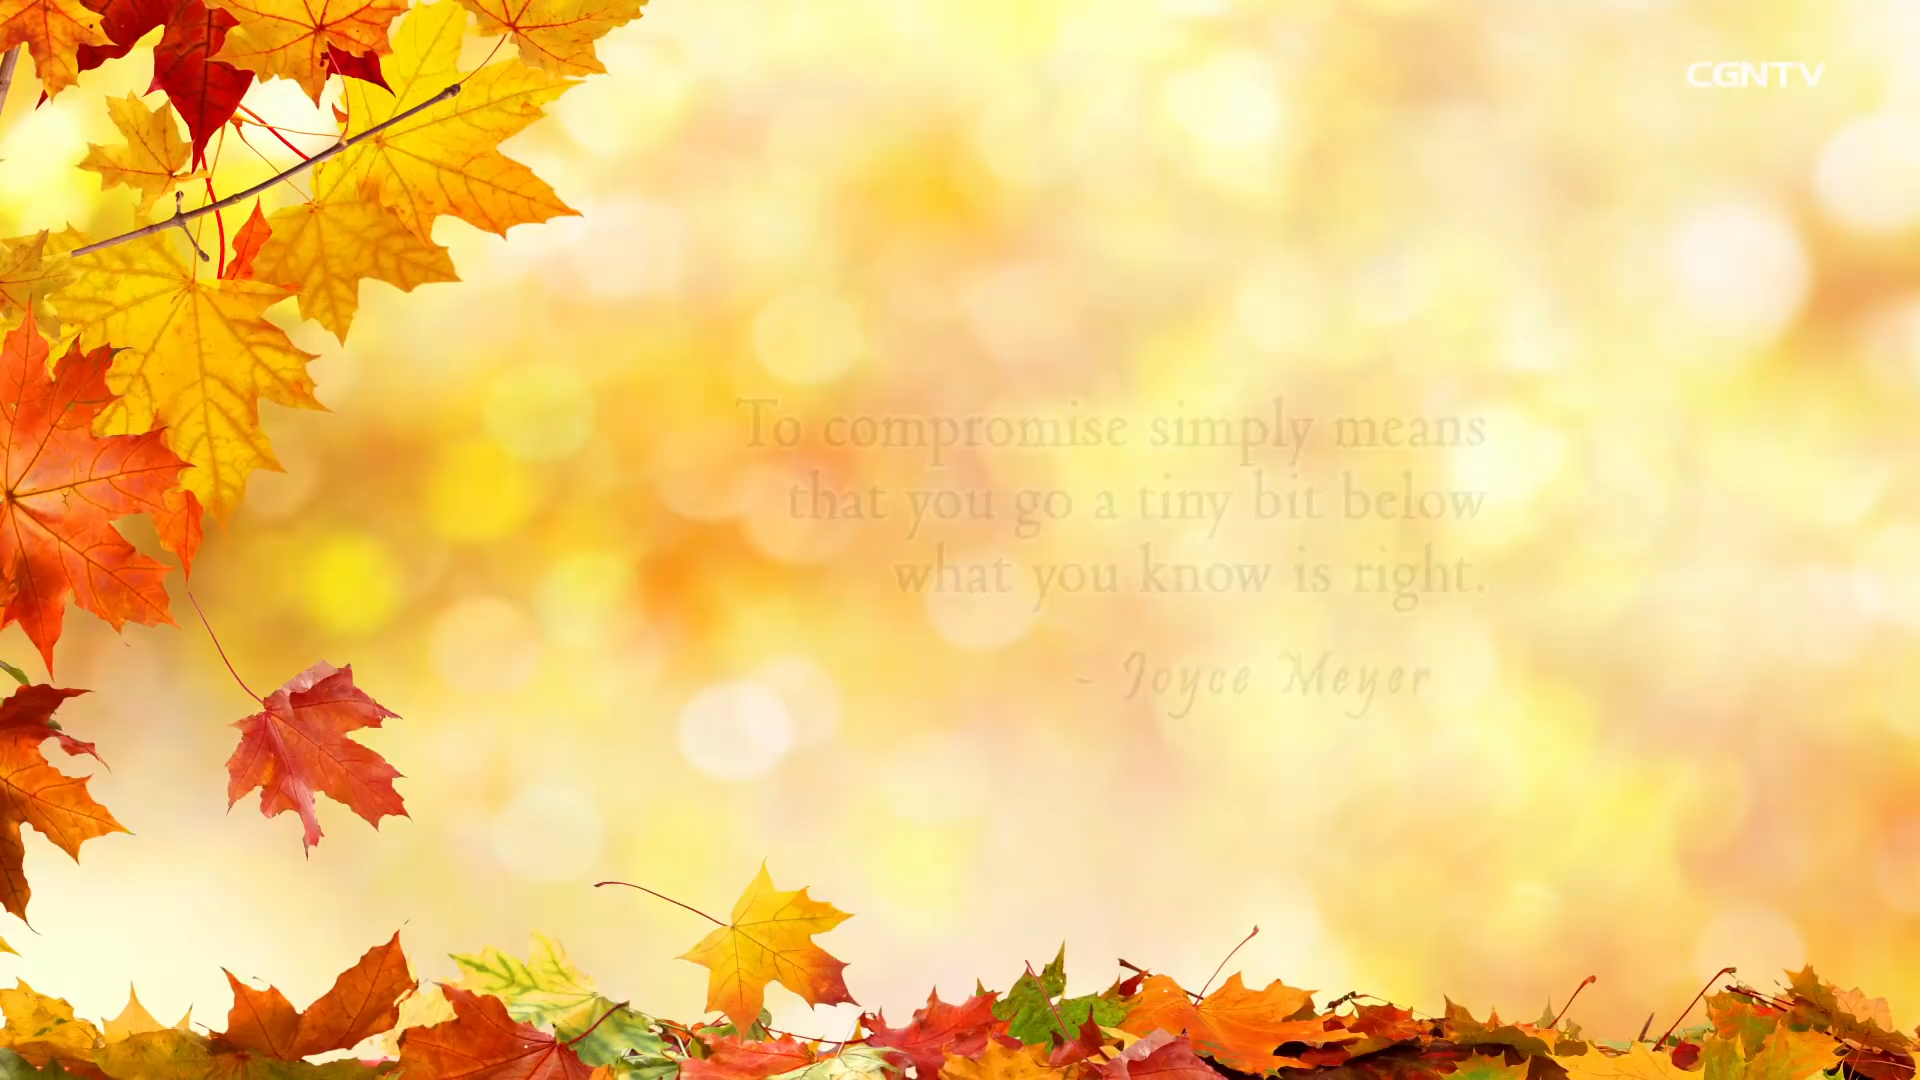 CGNTV
To compromise simply means
that you go a tiny bit below
what you know is right.
- Joyce Meyer